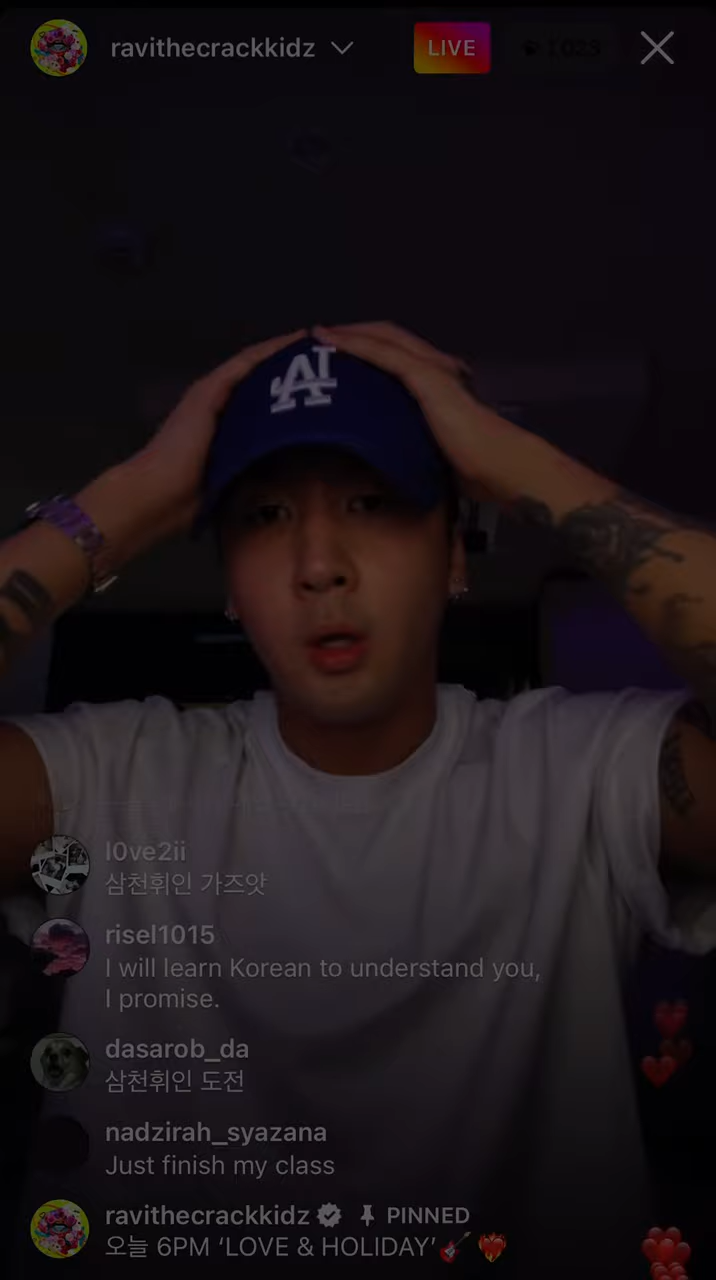 ravithecrackkidz
LIVE
LA
l0ve2ii
삼천휘인 가즈앗
risel1015
I will learn Korean to understand you,
I promise.
dasarob_da
삼천휘인 도전
nadzirah_syazana
Just finish my class
ravithecrackkidz PINNED
오늘 6PM ‘LOVE & HOLIDAY’🎸❤️‍🔥